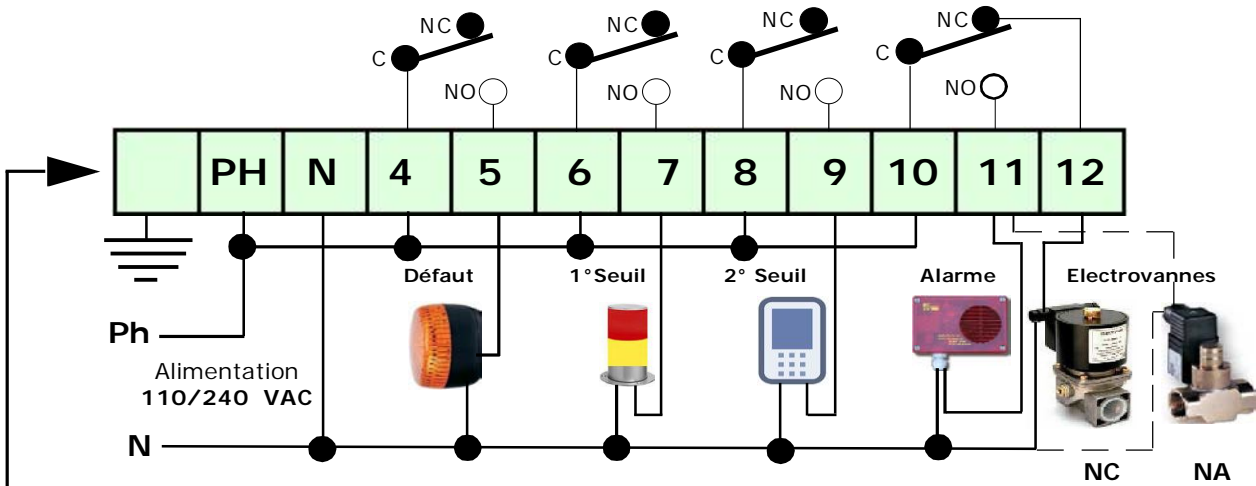 NC NC NC NC
C C C C
NO NO NO NO
PH N 4 5 6 7 8 9 10 11 12
Défaut 1°Seuil 2° Seuil Alarme Electrovannes
Ph
Alimentation
110/240 VAC
N
NC NA